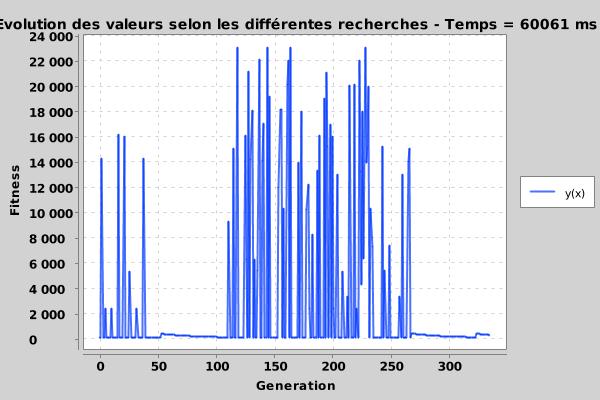 Evolution des valeurs selon les différentes recherches - Temps = 60061 ms
24 000
22 000
20 000
18 000
16 000
14 000
12 000
10 000
8 000
6 000
4 000
2 000
0
Fitness
0 50 100 150 200 250 300
Generation
y(x)